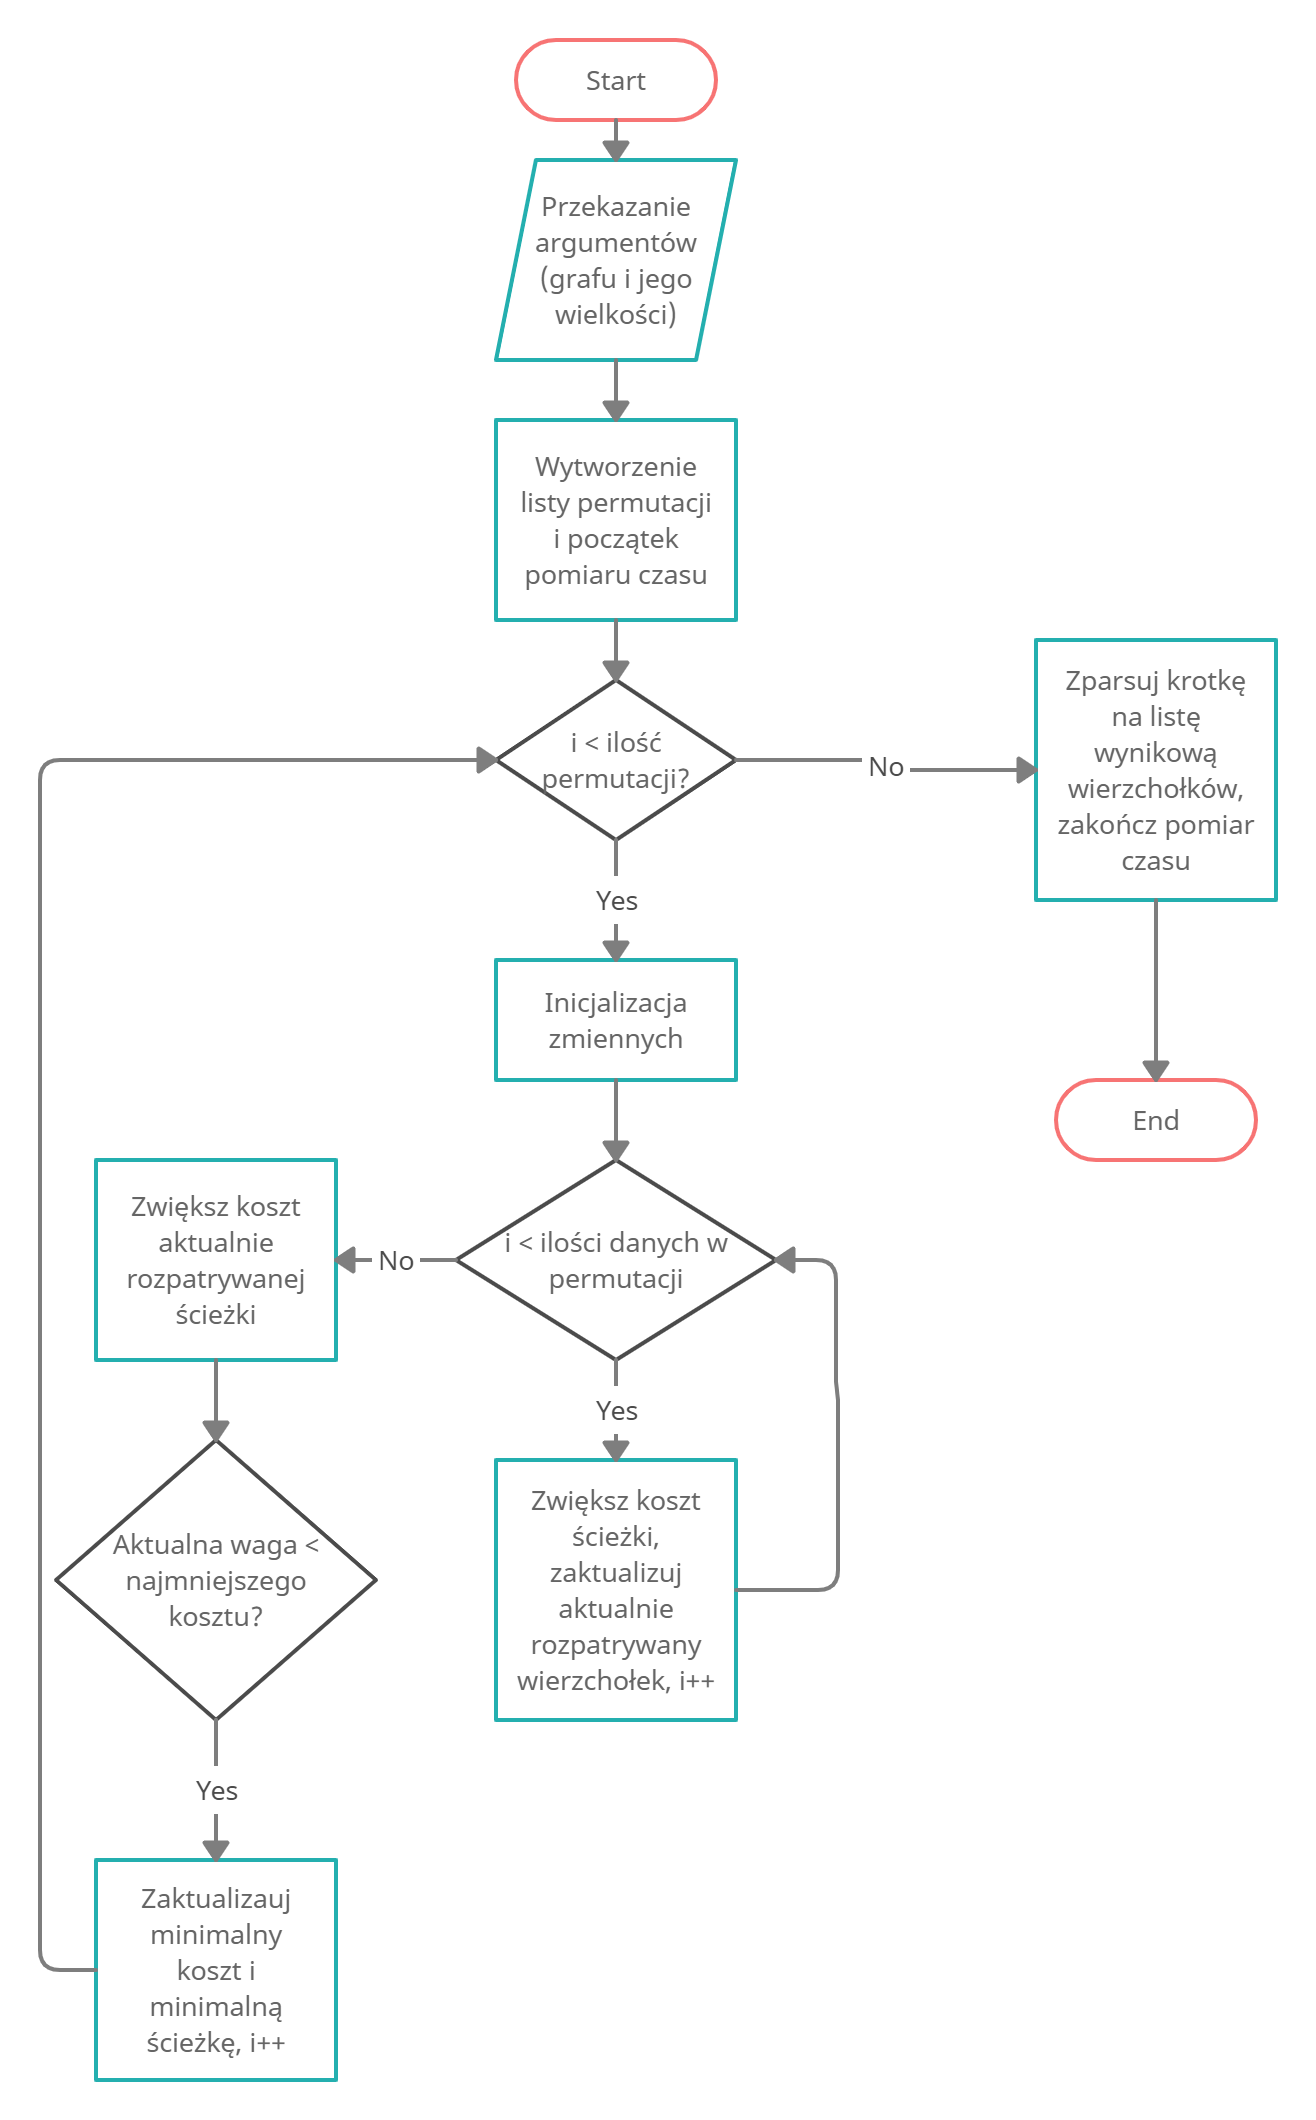 Start
Przekazanie
argumentów
(grafu i jego
wielkości)
Wytworzenie
listy permutacji
i początek
pomiaru czasu
i < ilość
permutacji?
No
Zparsuj krotkę
na listę
wynikową
wierzchołków,
zakończ pomiar
czasu
End
Yes
Inicjalizacja
zmiennych
i < ilości danych w
permutacji
No
Zwiększ koszt
aktualnie
rozpatrywanej
ścieżki
Yes
Zwiększ koszt
ścieżki,
zaktualizuj
aktualnie
rozpatrywany
wierzchołek, i++
Aktualna waga <
najmniejszego
kosztu?
Yes
Zaktualizauj
minimalny
koszt i
minimalną
ścieżkę, i++